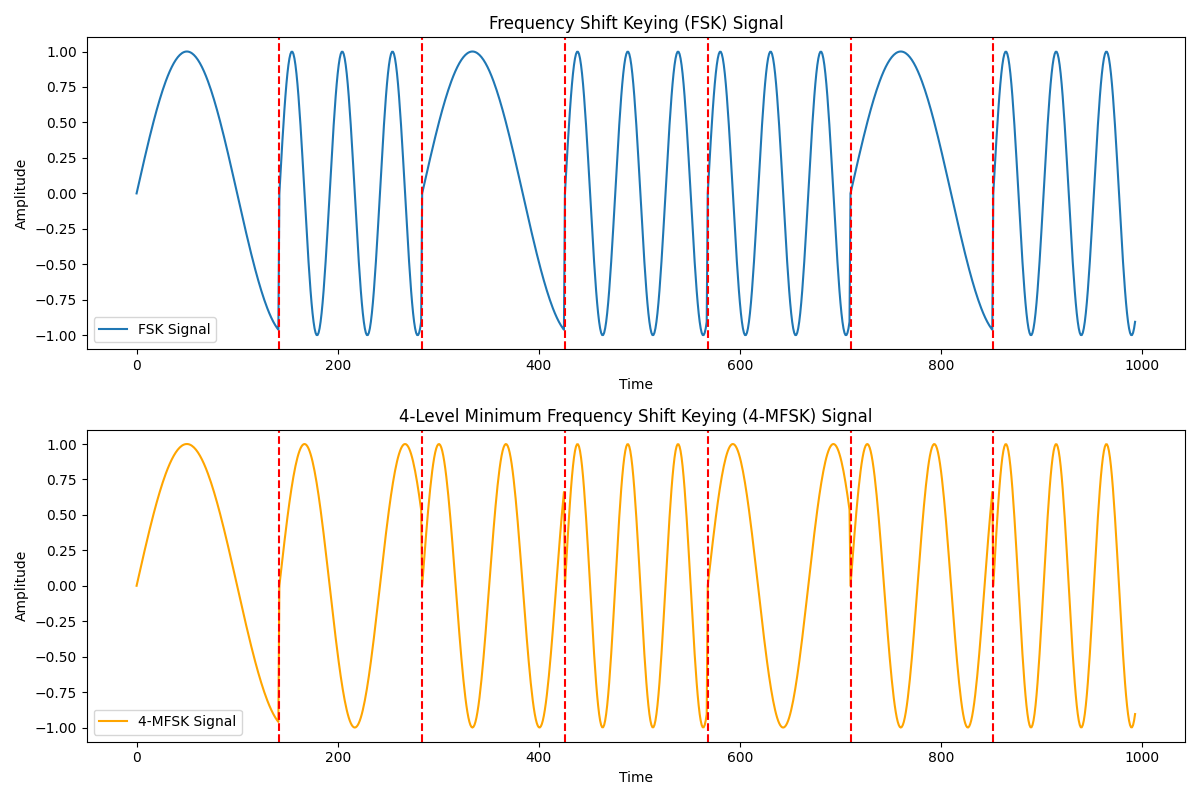 Frequency Shift Keying (FSK) Signal
1.00
0.75
0.50
0.25
0.00
−0.25
−0.50
−0.75
−1.00
Amplitude
FSK Signal
0 200 400 600 800 1000
Time
4-Level Minimum Frequency Shift Keying (4-MFSK) Signal
1.00
0.75
0.50
0.25
0.00
−0.25
−0.50
−0.75
−1.00
Amplitude
4-MFSK Signal
0 200 400 600 800 1000
Time